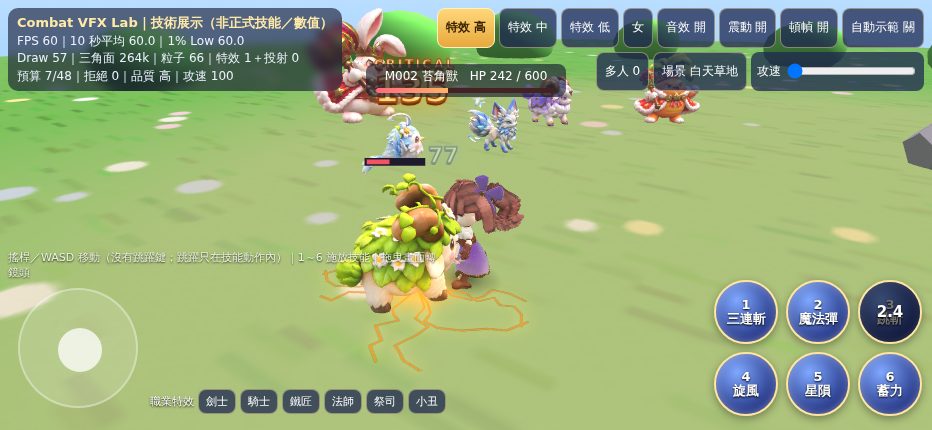 Combat VFX Lab｜技術展示（非正式技能／數值）
FPS 60｜10 秒平均 60.0｜1% Low 60.0
Draw 57｜三角面 264k｜粒子 66｜特效 1＋投射 0
預算 7/48｜拒絕 0｜品質 高｜攻速 100
特效 高
特效 中
特效 低
女
音效 開
震動 開
頓幀 開
自動示範 關
多人 0
場景 白天草地
攻速
CRITICAL
M002 苔角獸 HP 242 / 600
77
搖桿／WASD 移動（沒有跳躍鍵；跳躍只在技能動作內）｜1～6 施放技能
鏡頭
1
三連斬
2
魔法彈
3
2.4
跳斬
4
旋風
5
星隕
6
蓄力
職業特效
劍士
騎士
鐵匠
法師
祭司
小丑